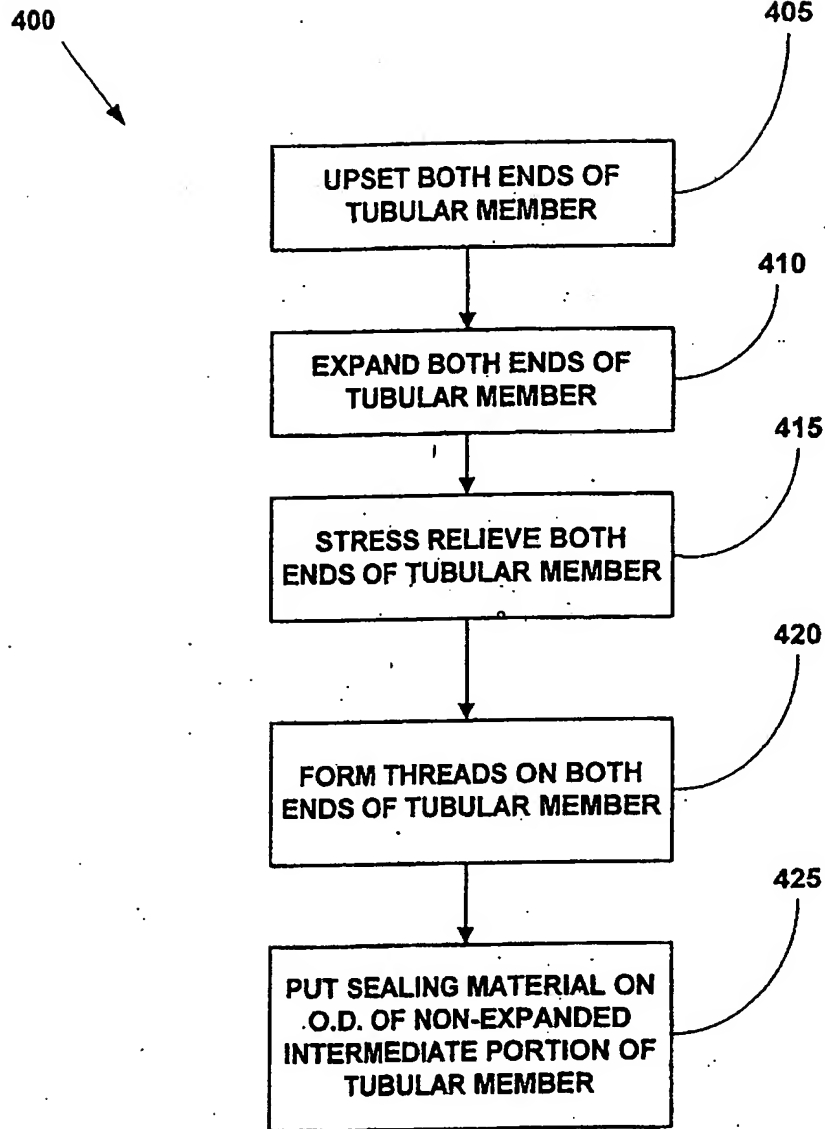 400
405
UPSET BOTH ENDS OF
TUBULAR MEMBER
410
EXPAND BOTH ENDS OF
TUBULAR MEMBER
415
STRESS RELIEVE BOTH
ENDS OF TUBULAR MEMBER
420
FORM THREADS ON BOTH
ENDS OF TUBULAR MEMBER
425
PUT SEALING MATERIAL ON
O.D. OF NON-EXPANDED
INTERMEDIATE PORTION OF
TUBULAR MEMBER